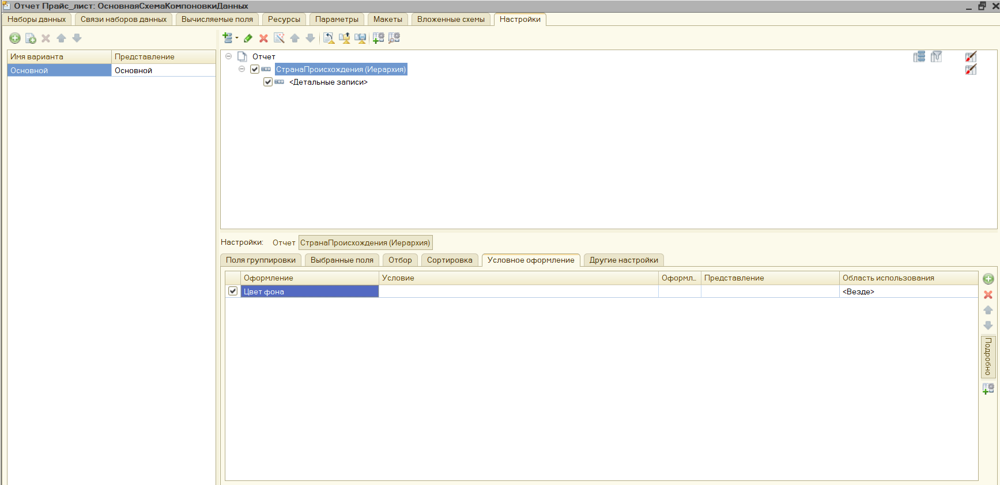 Отчет Прайс_лист: ОсновнаяСхемаКомпоновкиДанных
Наборы данных Связи наборов данных Вычисляемые поля Ресурсы Параметры Макеты Вложенные схемы Настройки
Имя варианта Представление
Основной Основной
Отчет
СтранаПроисхождения (Иерархия)
<Детальные записи>
Настройки: Отчет СтранаПроисхождения (Иерархия)
Поля группировки Выбранные поля Отбор Сортировка Условное оформление Другие настройки
Оформление Условие Оформл... Представление Область использования
Цвет фона <Везде>
Подробно